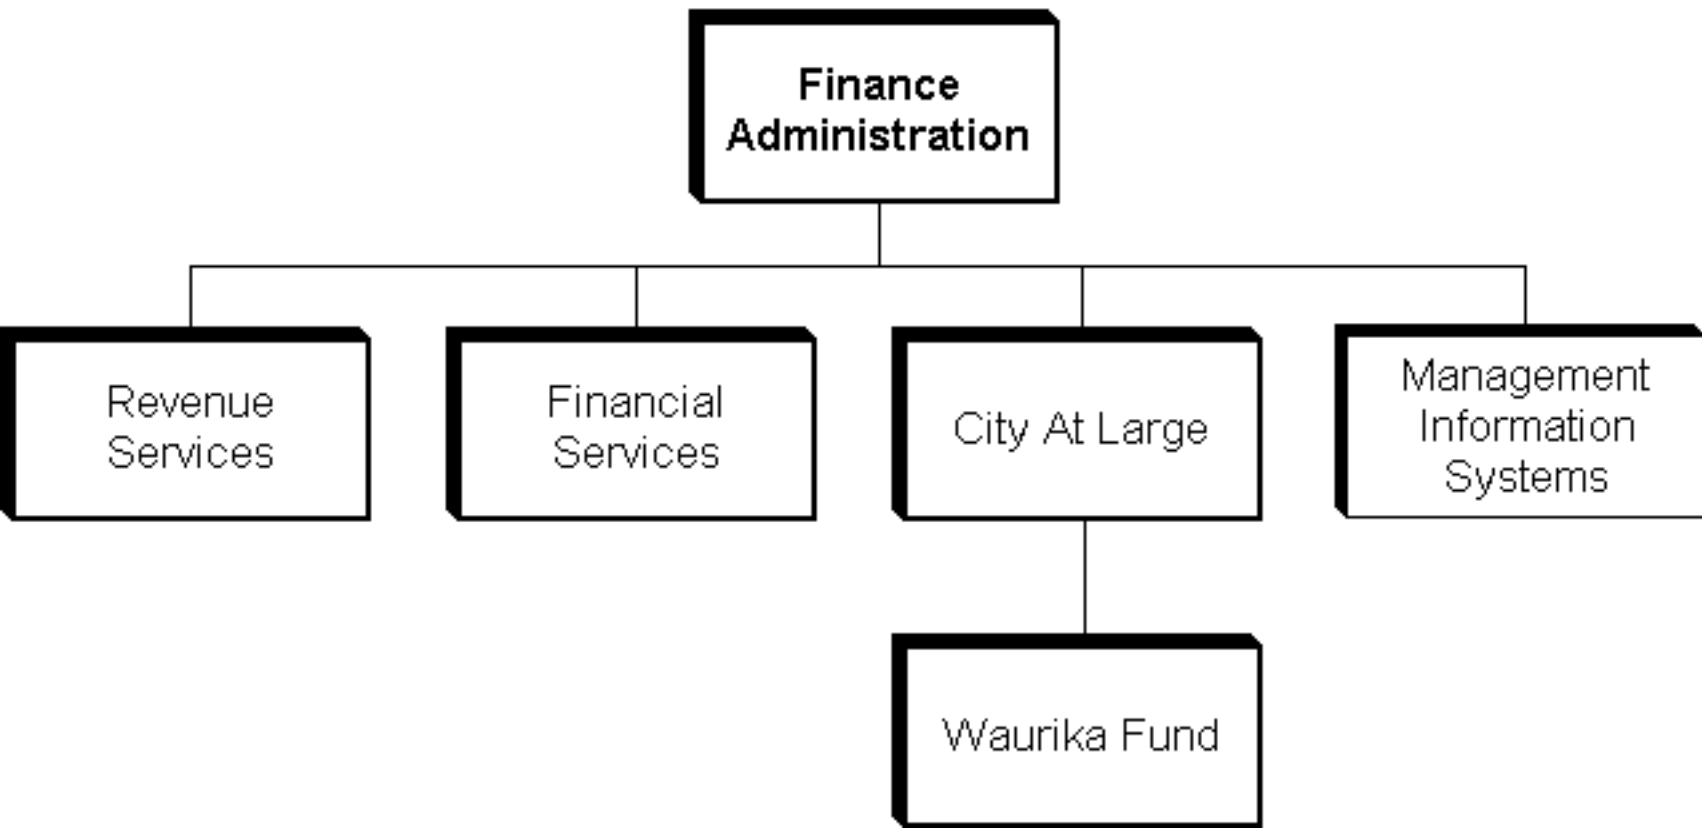 Finance
Administration
Revenue
Services
Financial
Services
City At Large
Management
Information
Systems
Waurika Fund